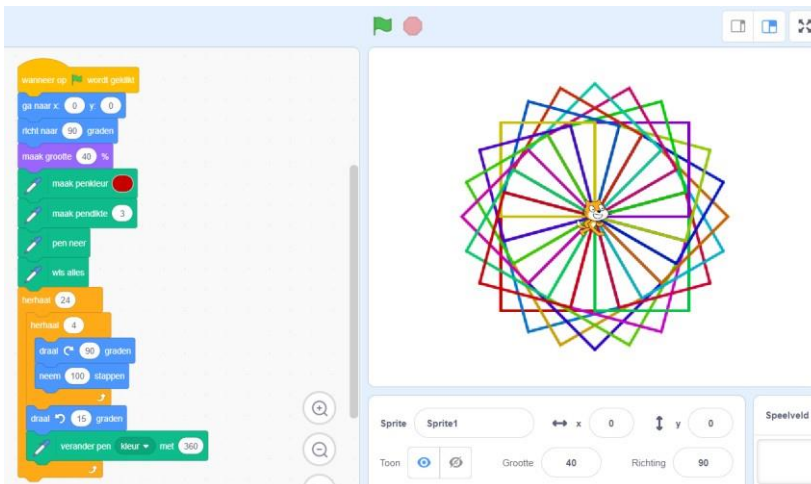 wanneer op wordt geklikt
ga naar x: 0 y: 0
richt naar 90 graden
maak grootte 40 %
maak penkleur
maak pendikte 3
pen neer
wis alles
herhaal 24
herhaal 4
draai 90 graden
neem 100 stappen
draai 15 graden
verander pen kleur met 360
Sprite Sprite1 x 0 y 0
Toon Grootte 40 Richting 90
Speelveld